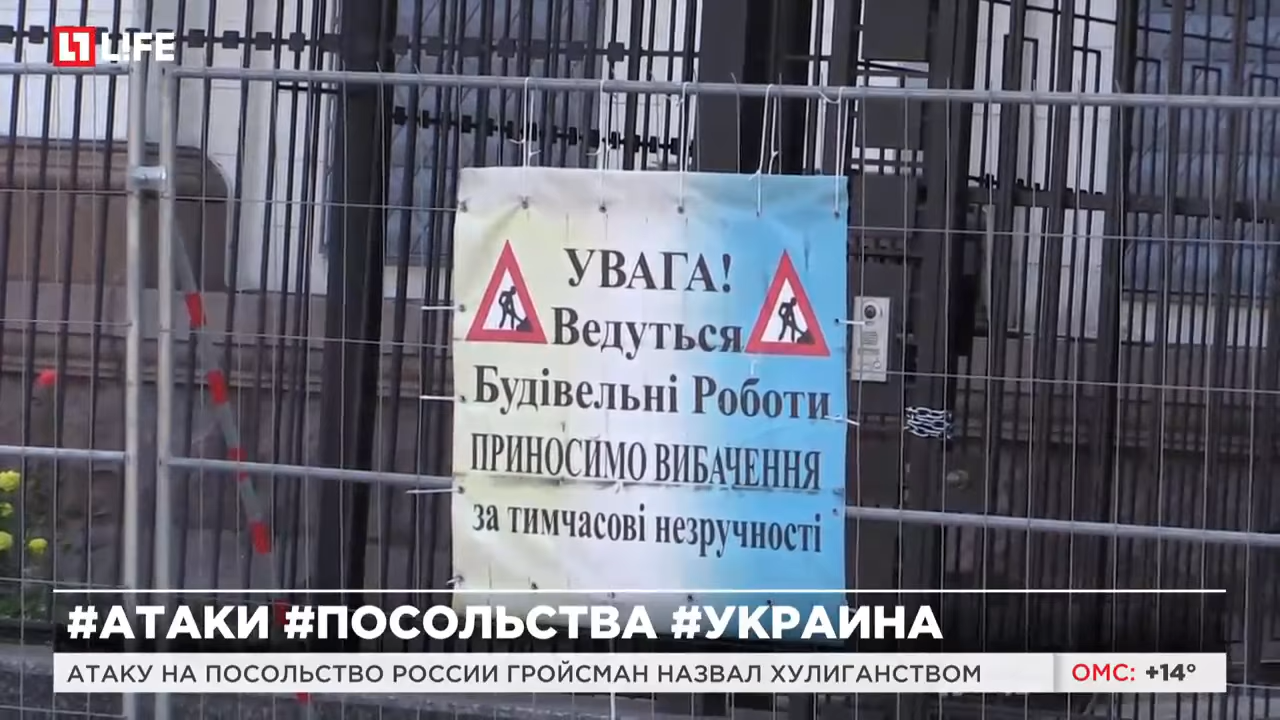 LIFE
УВАГА!
Ведуться
Будівельні Роботи
ПРИНОСИМО ВИБАЧЕННЯ
за тимчасові незручності
#АТАКИ #ПОСОЛЬСТВА #УКРАИНА
АТАКУ НА ПОСОЛЬСТВО РОССИИ ГРОЙСМАН НАЗВАЛ ХУЛИГАНСТВОМ ОМС: +14°